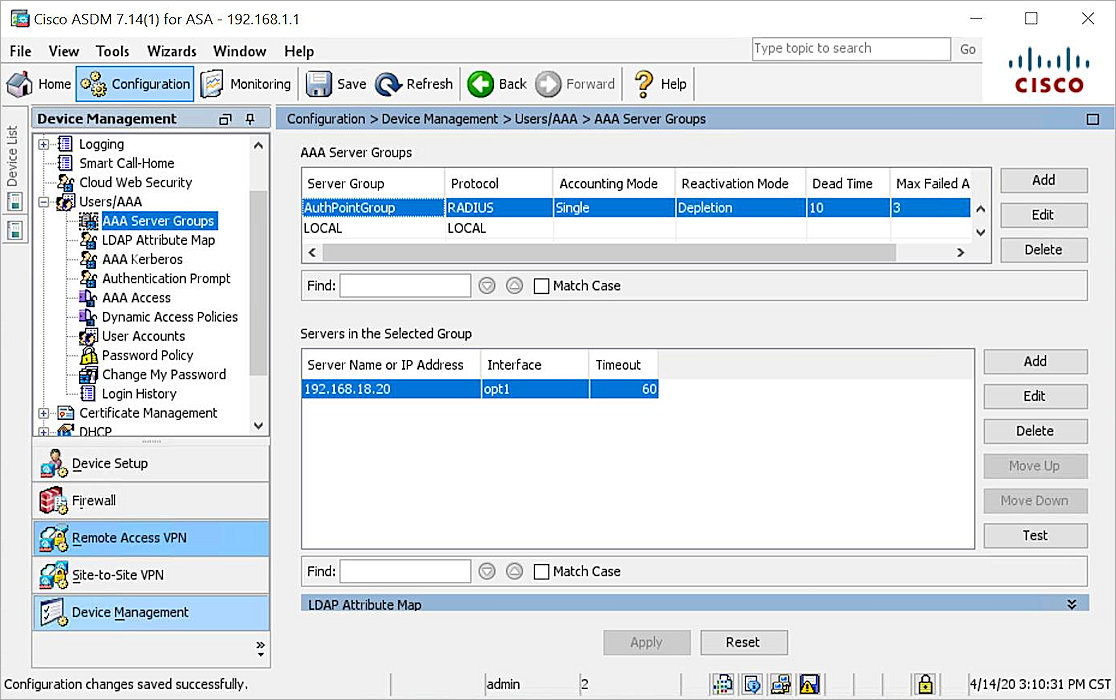 Cisco ASDM 7.14(1) for ASA - 192.168.1.1
File View Tools Wizards Window Help
Type topic to search Go
Home Configuration Monitoring Save Refresh Back Forward Help
CISCO
Device List
Device Management
Logging
Smart Call-Home
Cloud Web Security
Users/AAA
AAA Server Groups
LDAP Attribute Map
AAA Kerberos
Authentication Prompt
AAA Access
Dynamic Access Policies
User Accounts
Password Policy
Change My Password
Login History
Certificate Management
DHCP
Device Setup
Firewall
Remote Access VPN
Site-to-Site VPN
Device Management
Configuration > Device Management > Users/AAA > AAA Server Groups
AAA Server Groups
Server Group Protocol Accounting Mode Reactivation Mode Dead Time Max Failed A
AuthPointGroup RADIUS Single Depletion 10 3
LOCAL LOCAL
Add
Edit
Delete
Find: Match Case
Servers in the Selected Group
Server Name or IP Address Interface Timeout
192.168.18.20 opt1 60
Add
Edit
Delete
Move Up
Move Down
Test
Find: Match Case
LDAP Attribute Map
Apply Reset
Configuration changes saved successfully. admin 2 4/14/20 3:10:31 PM CST